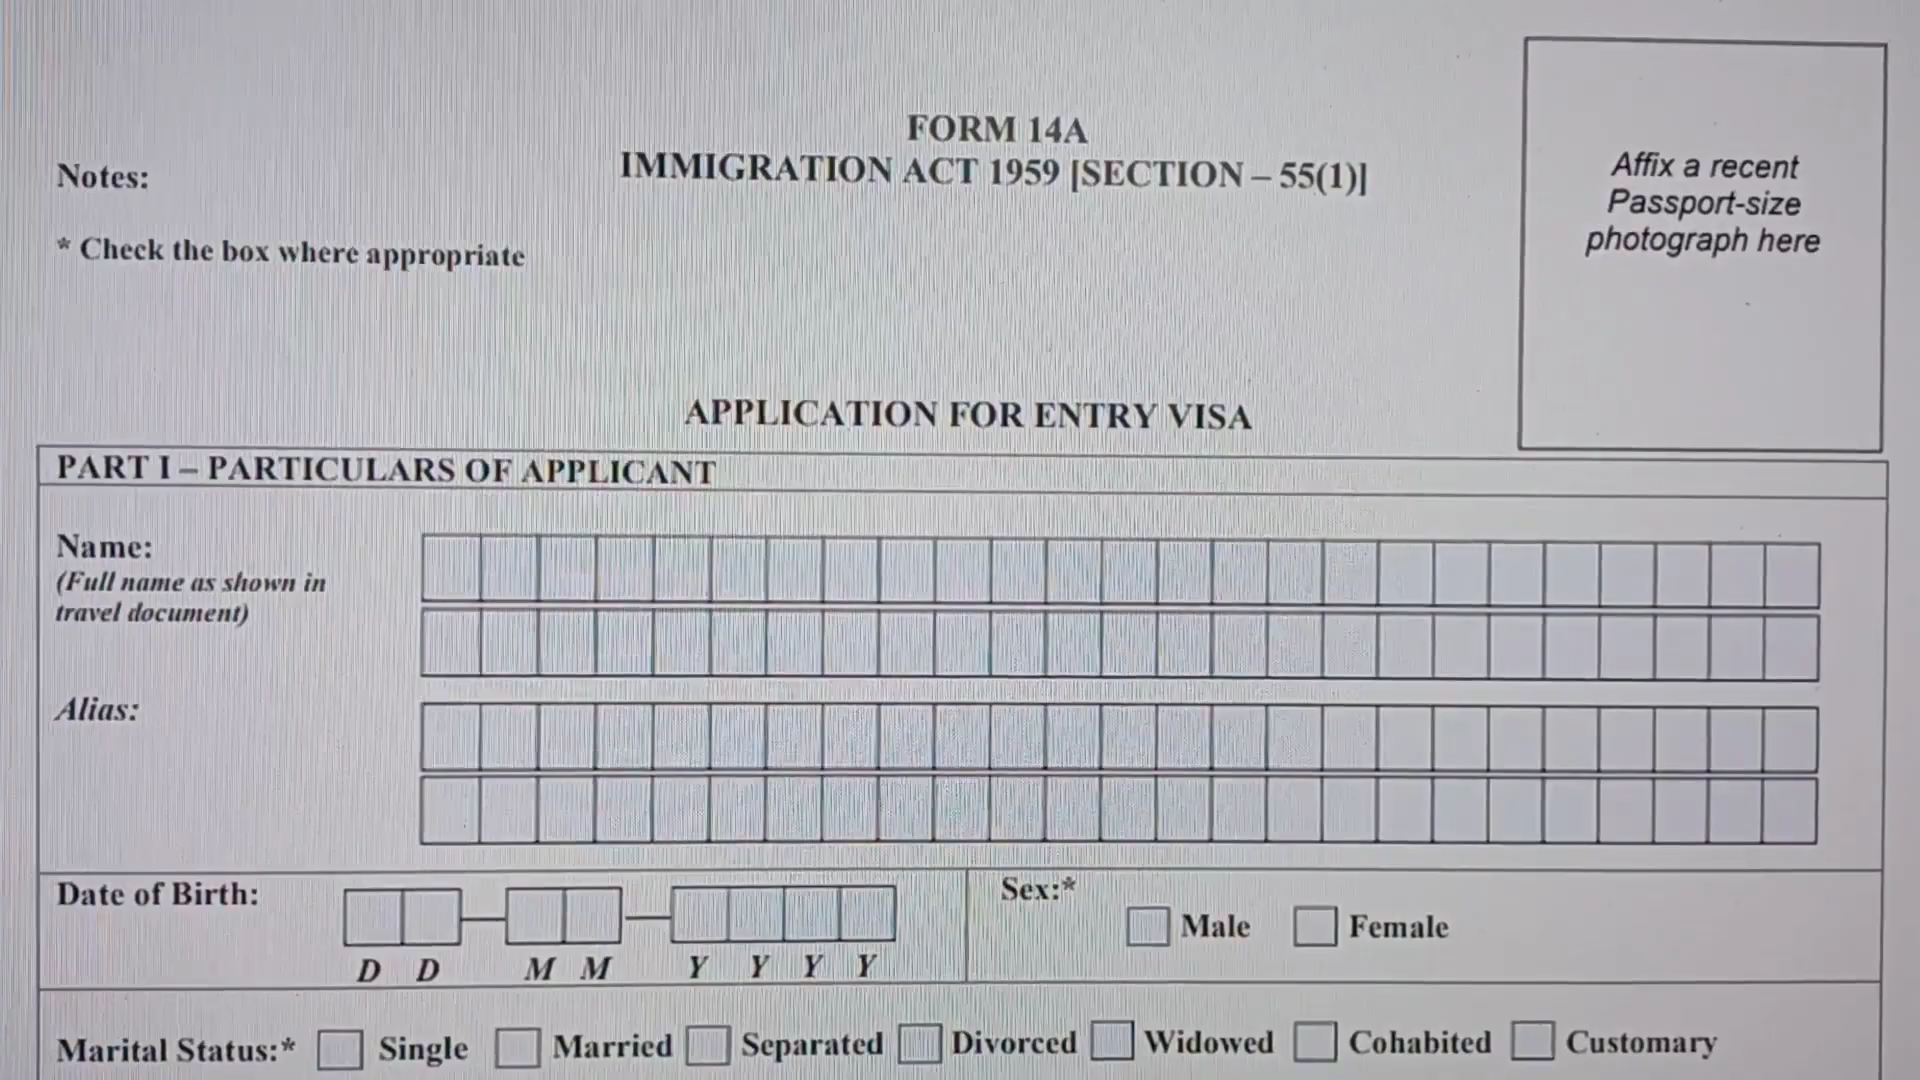 FORM 14A
IMMIGRATION ACT 1959 [SECTION – 55(1)]
Notes:
* Check the box where appropriate
Affix a recent
Passport-size
photograph here
APPLICATION FOR ENTRY VISA
PART I – PARTICULARS OF APPLICANT
Name:
(Full name as shown in
travel document)
Alias:
Date of Birth:
D D M M Y Y Y Y
Sex:*
Male Female
Marital Status:* Single Married Separated Divorced Widowed Cohabited Customary